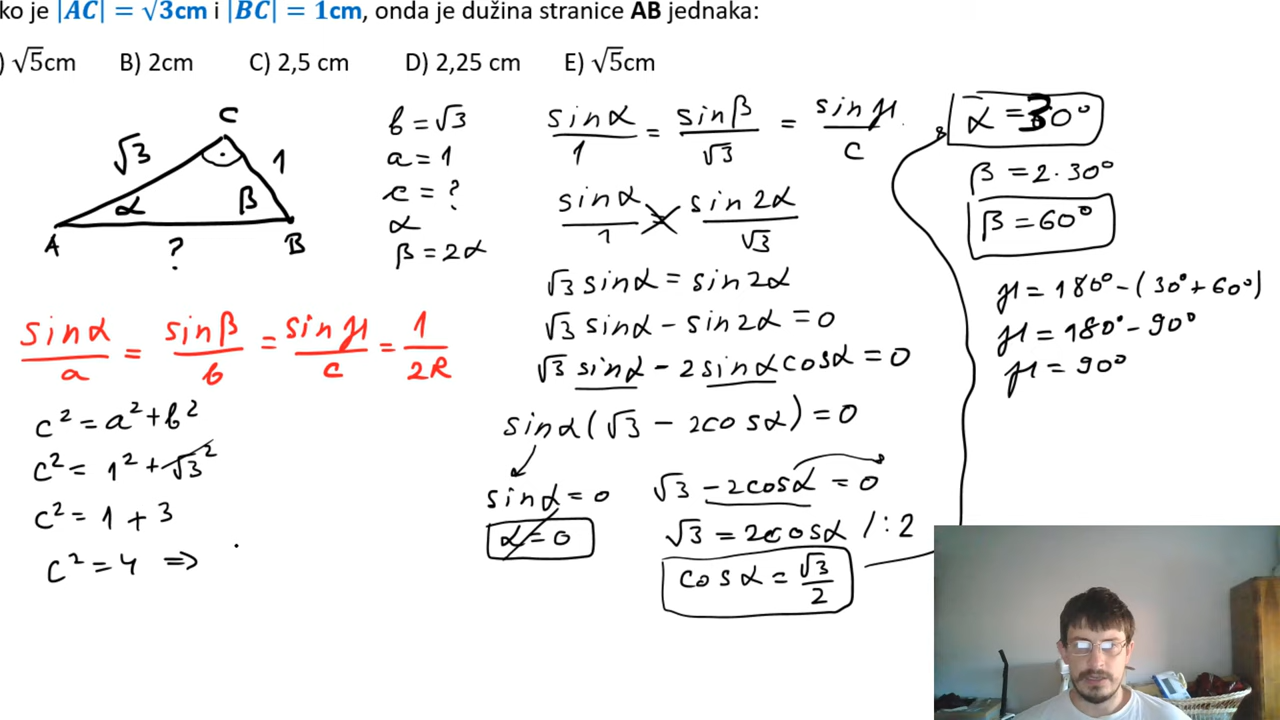 ko je |AC| = √3cm i |BC| = 1cm, onda je dužina stranice AB jednaka:
) √5cm B) 2cm C) 2,5 cm D) 2,25 cm E) √5cm
C
√3
1
α
β
A
?
B
b = √3
a = 1
c = ?
α
β = 2α
sinα/a = sinβ/b = sinγ/c = 1/2R
c² = a² + b²
c² = 1² + √3²
c² = 1 + 3
c² = 4 ⇒
sinα/1 = sinβ/√3 = sinγ/c
sinα/1 sin2α/√3
√3 sinα = sin2α
√3 sinα - sin2α = 0
√3 sinα - 2sinαcosα = 0
sinα(√3 - 2cosα) = 0
sinα = 0
α = 0
√3 - 2cosα = 0
√3 = 2cosα /:2
cosα = √3/2
α = 30°
β = 2·30°
β = 60°
γ = 180° - (30° + 60°)
γ = 180° - 90°
γ = 90°